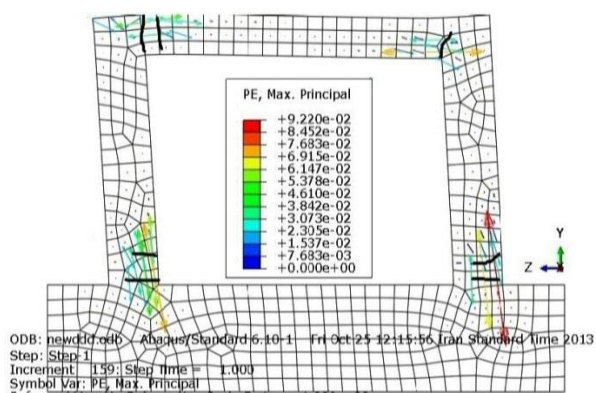 PE, Max. Principal
+9.220e-02
+8.452e-02
+7.683e-02
+6.915e-02
+6.147e-02
+5.378e-02
+4.610e-02
+3.842e-02
+3.073e-02
+2.305e-02
+1.537e-02
+7.683e-03
+0.000e+00
Y
Z
ODB: newddd.odb Abaqus/Standard 6.10-1 Fri Oct 25 12:15:56 Iran Standard Time 2013
Step: Step-1
Increment 159: Step Time = 1.000
Symbol Var: PE, Max. Principal